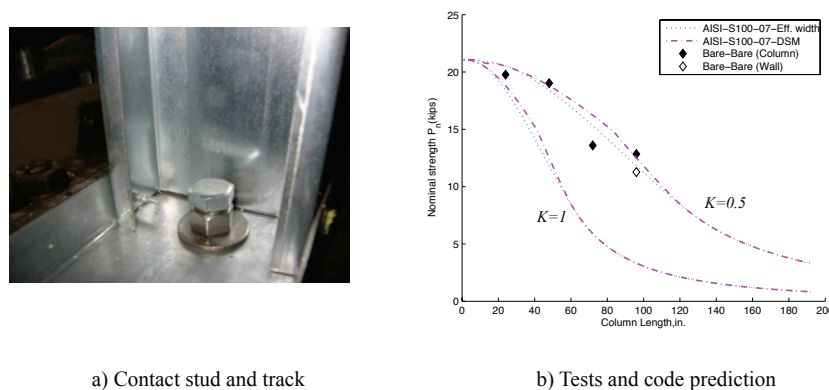 25
20
15
10
5
0
0 20 40 60 80 100 120 140 160 180 200
Nominal strength Pn(kips)
Column Length,in.
AISI−S100−07−Eff. width
AISI−S100−07−DSM
Bare−Bare (Column)
Bare−Bare (Wall)
K=1
K=0.5
a) Contact stud and track
b) Tests and code prediction